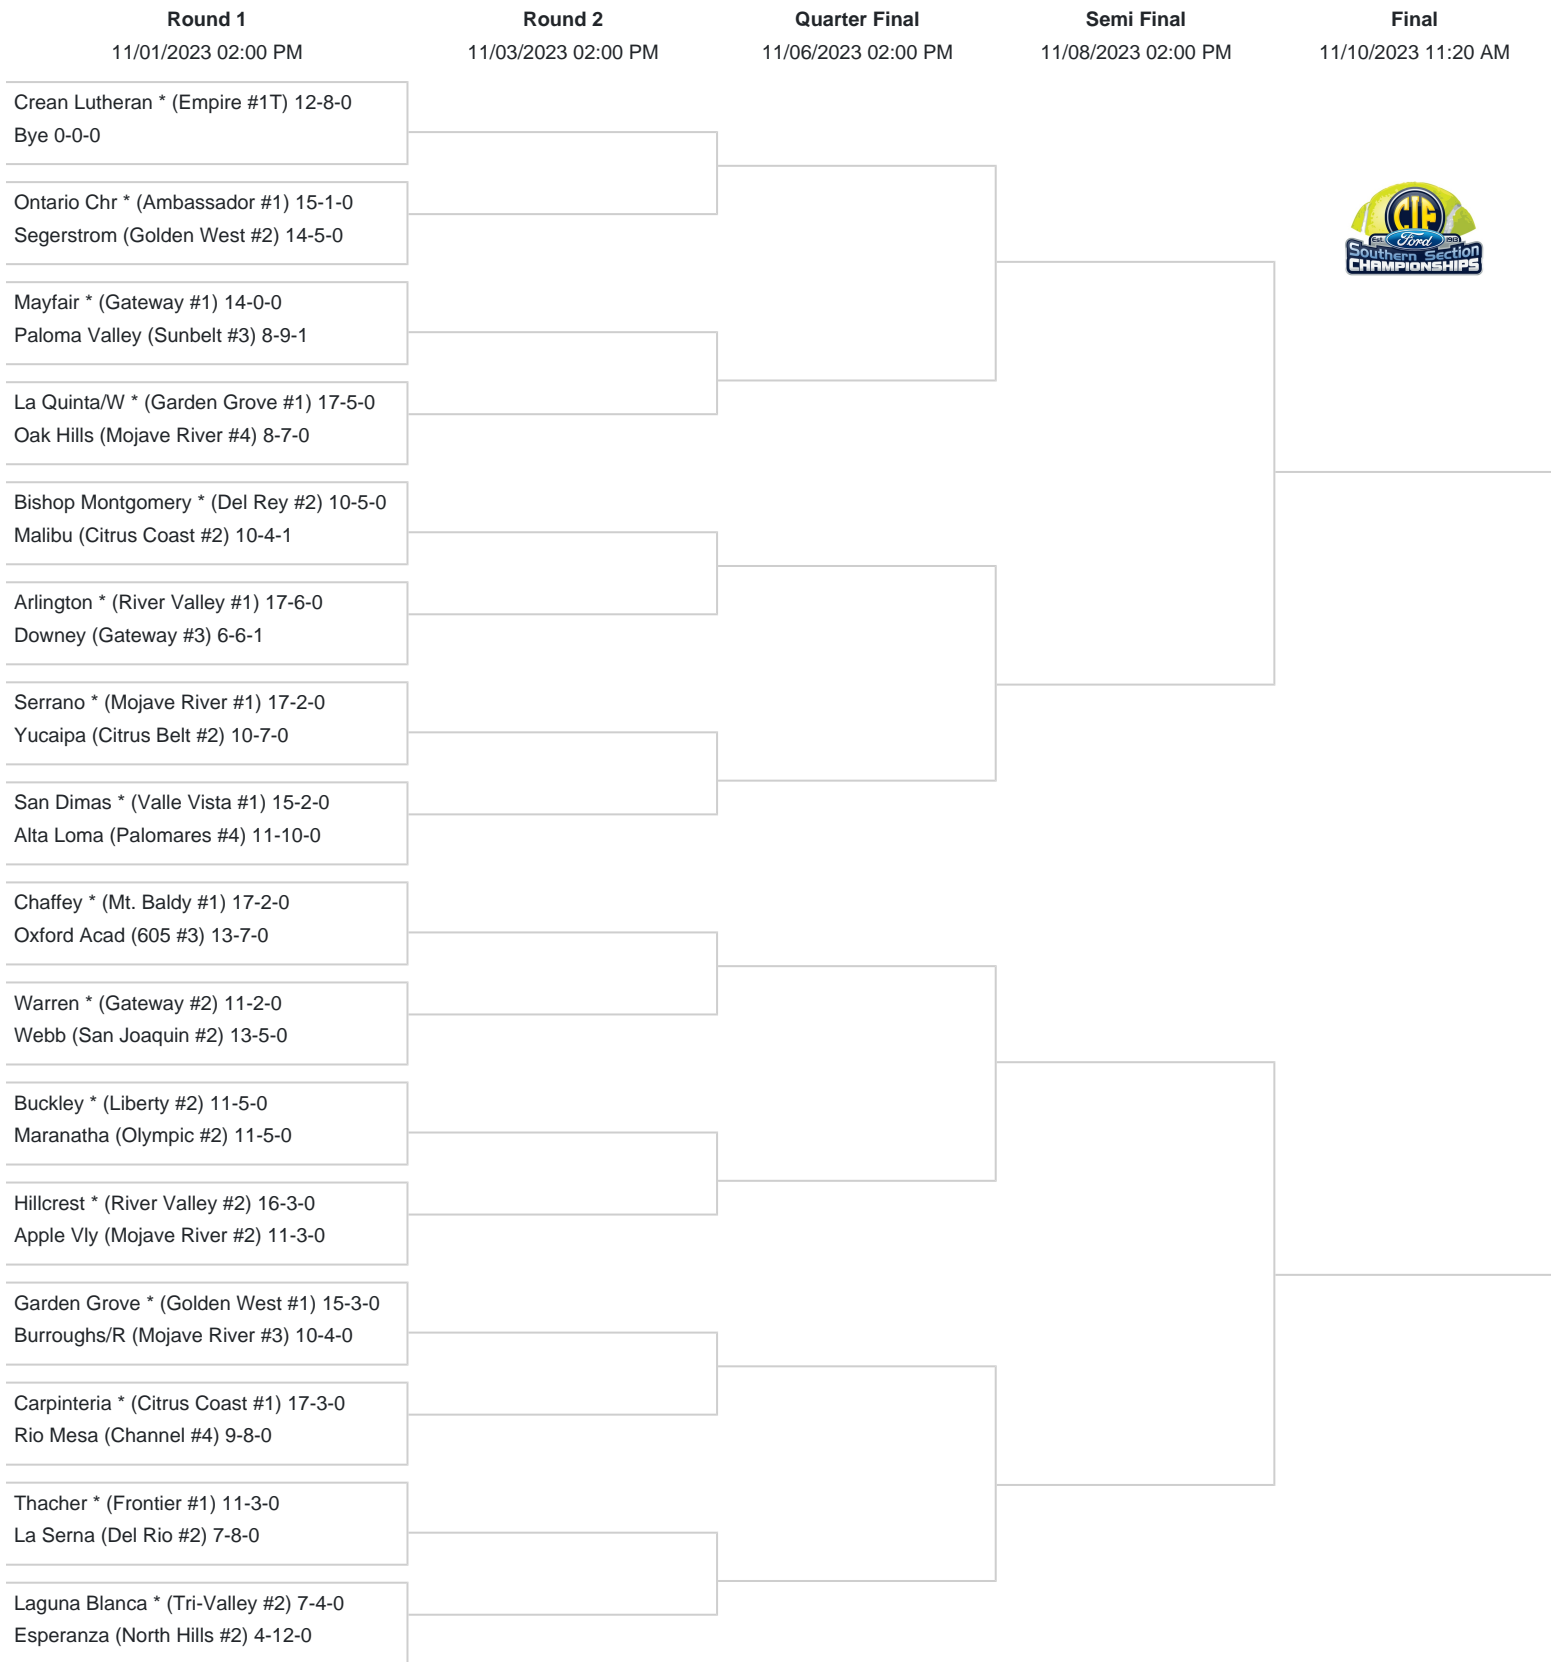 Round 1
11/01/2023 02:00 PM
Round 2
11/03/2023 02:00 PM
Quarter Final
11/06/2023 02:00 PM
Semi Final
11/08/2023 02:00 PM
Final
11/10/2023 11:20 AM
Crean Lutheran * (Empire #1T) 12-8-0
Bye 0-0-0
Ontario Chr * (Ambassador #1) 15-1-0
Segerstrom (Golden West #2) 14-5-0
Mayfair * (Gateway #1) 14-0-0
Paloma Valley (Sunbelt #3) 8-9-1
La Quinta/W * (Garden Grove #1) 17-5-0
Oak Hills (Mojave River #4) 8-7-0
Bishop Montgomery * (Del Rey #2) 10-5-0
Malibu (Citrus Coast #2) 10-4-1
Arlington * (River Valley #1) 17-6-0
Downey (Gateway #3) 6-6-1
Serrano * (Mojave River #1) 17-2-0
Yucaipa (Citrus Belt #2) 10-7-0
San Dimas * (Valle Vista #1) 15-2-0
Alta Loma (Palomares #4) 11-10-0
Chaffey * (Mt. Baldy #1) 17-2-0
Oxford Acad (605 #3) 13-7-0
Warren * (Gateway #2) 11-2-0
Webb (San Joaquin #2) 13-5-0
Buckley * (Liberty #2) 11-5-0
Maranatha (Olympic #2) 11-5-0
Hillcrest * (River Valley #2) 16-3-0
Apple Vly (Mojave River #2) 11-3-0
Garden Grove * (Golden West #1) 15-3-0
Burroughs/R (Mojave River #3) 10-4-0
Carpinteria * (Citrus Coast #1) 17-3-0
Rio Mesa (Channel #4) 9-8-0
Thacher * (Frontier #1) 11-3-0
La Serna (Del Rio #2) 7-8-0
Laguna Blanca * (Tri-Valley #2) 7-4-0
Esperanza (North Hills #2) 4-12-0
CIF
Est. Ford 1913
Southern Section
CHAMPIONSHIPS